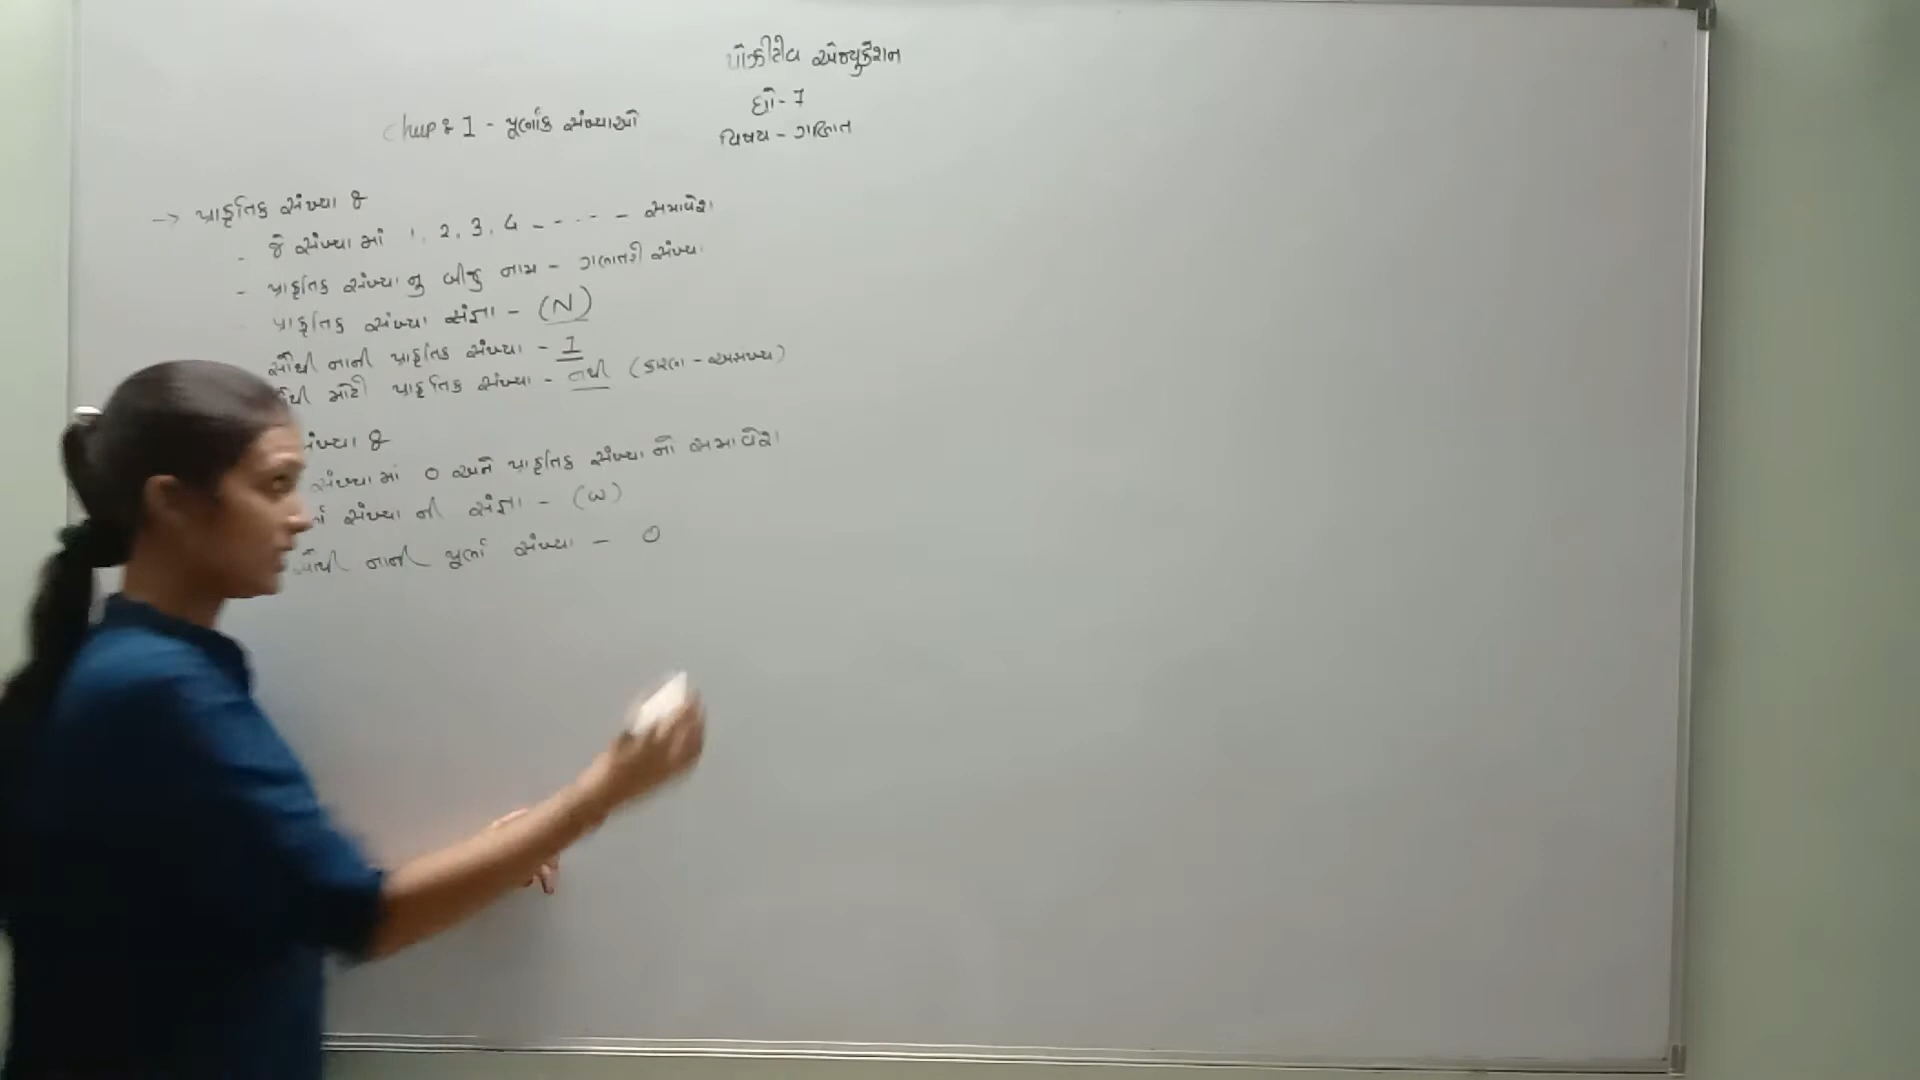 પોઝીટીવ એજ્યુકેશન
ધો - 7
Chap : 1 - પૂર્ણાંક સંખ્યાઓ
વિષય - ગણિત
-> પ્રાકૃતિક સંખ્યા :
- જે સંખ્યા માં 1, 2, 3, 4 - - - - - સમાવેશ
- પ્રાકૃતિક સંખ્યા નુ બીજુ નામ - ગણતરી સંખ્યા
પ્રાકૃતિક સંખ્યા સંજ્ઞા - (N)
સૌથી નાની પ્રાકૃતિક સંખ્યા - 1
મોટી પ્રાકૃતિક સંખ્યા - નથી (કારણ - અસંખ્ય)
સંખ્યા :
સંખ્યા માં 0 અને પ્રાકૃતિક સંખ્યા નો સમાવેશ
સંખ્યા ની સંજ્ઞા - (W)
સૌથી નાની પૂર્ણ સંખ્યા - 0